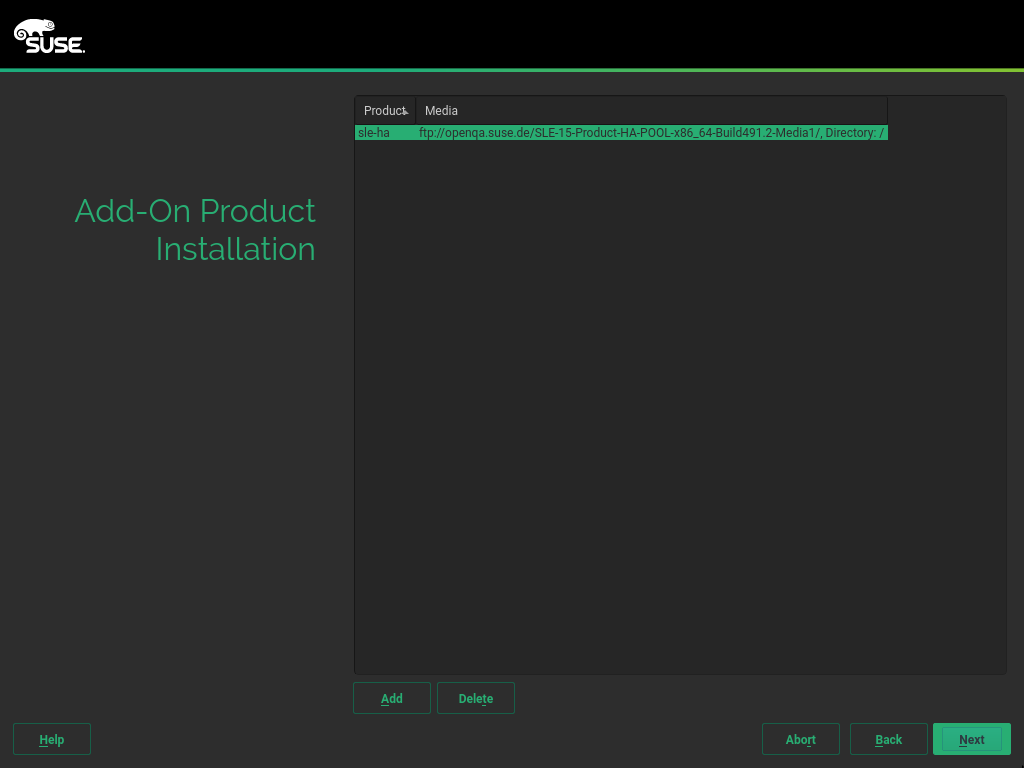 SUSE.
Product Media
sle-ha ftp://openqa.suse.de/SLE-15-Product-HA-POOL-x86_64-Build491.2-Media1/, Directory: /
Add-On Product
Installation
Add Delete
Help Abort Back Next